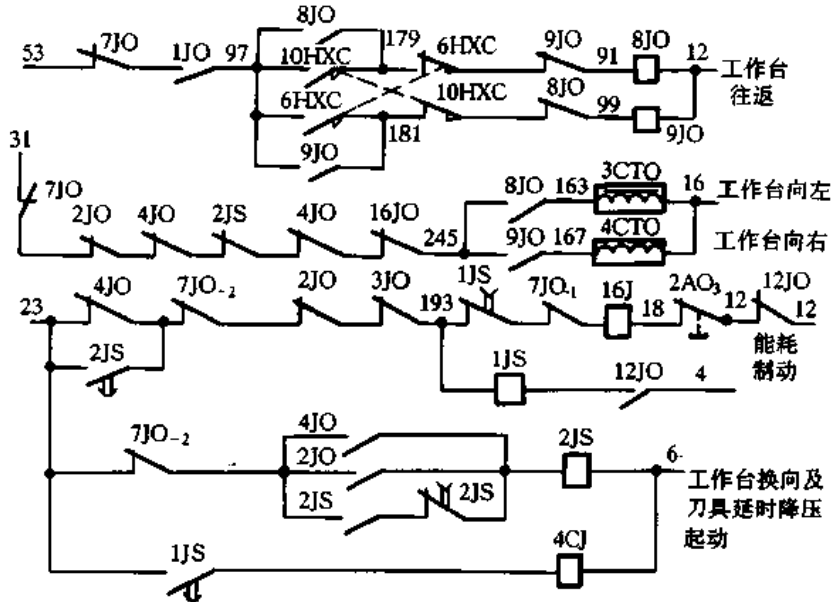 8JO
53 7JO 1JO 97 10HXC 179 6HXC 9JO 91 8JO 12 工作台
往返
6HXC 10HXC 8JO 99
181 9JO
9JO
31
7JO
2JO 4JO 2JS 4JO 16JO 245 8JO 163 3CTO 16 工作台向左
9JO 167 4CTO 工作台向右
23 4JO 7JO-2 2JO 3JO 193 1JS 7JO-1 16J 18 2AO3 12 12JO 12
能耗
制动
2JS 1JS 12JO 4
7JO-2 4JO 2JS 6
2JO
2JS 2JS
工作台换向及
刀具延时降压
起动
1JS 4CJ